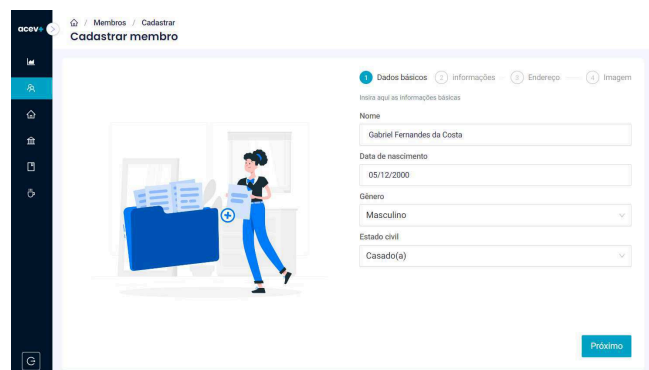 acev+
/ Membros / Cadastrar
Cadastrar membro
1 Dados básicos 2 Informações 3 Endereço 4 Imagem
Insira aqui as informações básicas
Nome
Gabriel Fernandes da Costa
Data de nascimento
05/12/2000
Gênero
Masculino
Estado civil
Casado(a)
Próximo